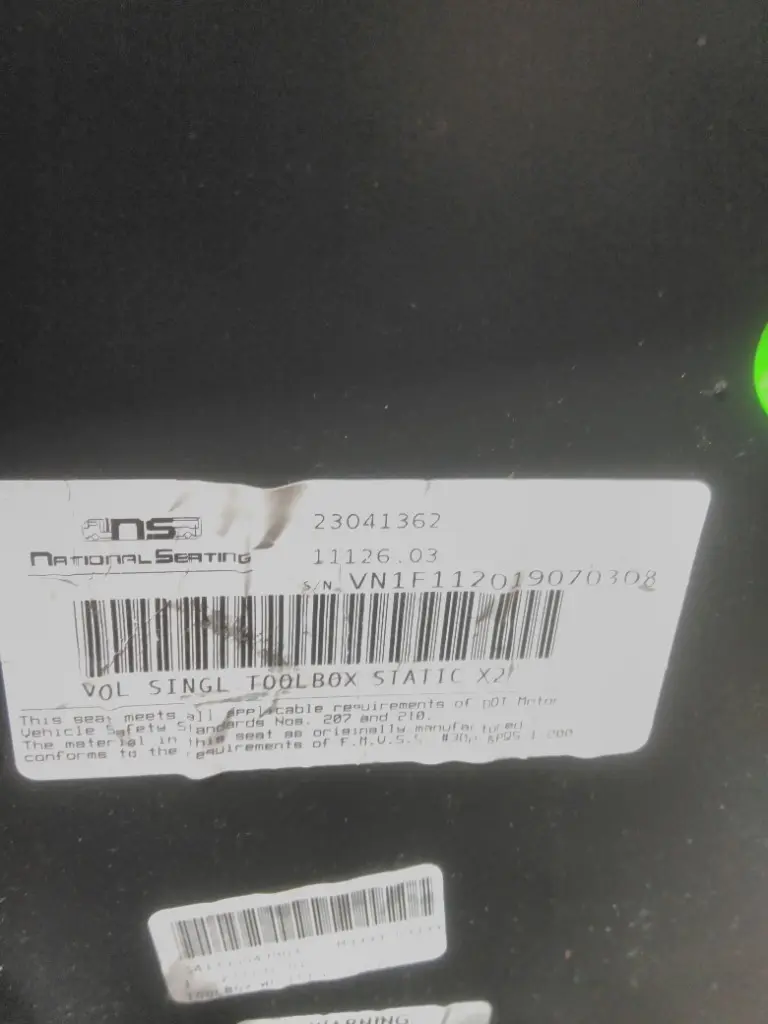 ns
NATIONAL SEATING
23041362
11126.03
S/N VN1F112019070308
VOL SINGL TOOLBOX STATIC X2
This seat meets all applicable requirements of DOT Motor
Vehicle Safety Standards Nos. 207 and 210.
The material in this seat as originally manufactured
conforms to the requirements of F.M.V.S.S.
WARNING